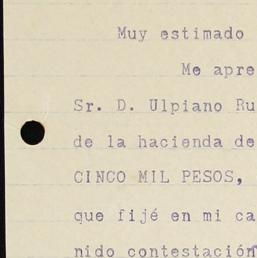 Muy estimado
Me apre
Sr. D. Ulpiano Ru
de la hacienda de
CINCO MIL PESOS,
que fijé en mi ca
nido contestación